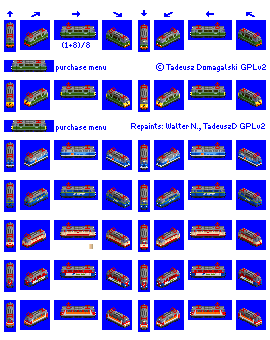 (1+8)/8
purchase menu
© Tadeusz Domagalski GPLv2
purchase menu
Repaints: Walter N., TadeuszD GPLv2